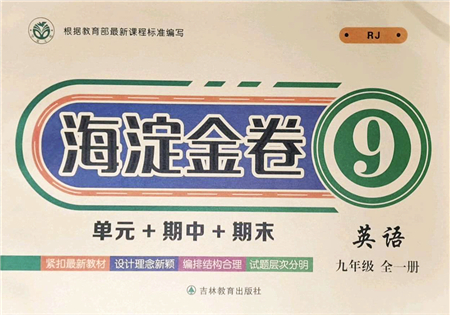 根据教育部最新课程标准编写
RJ
海淀金卷
9
单元+期中+期末
英语
紧扣最新教材 设计理念新颖 编排结构合理 试题层次分明
九年级 全一册
吉林教育出版社